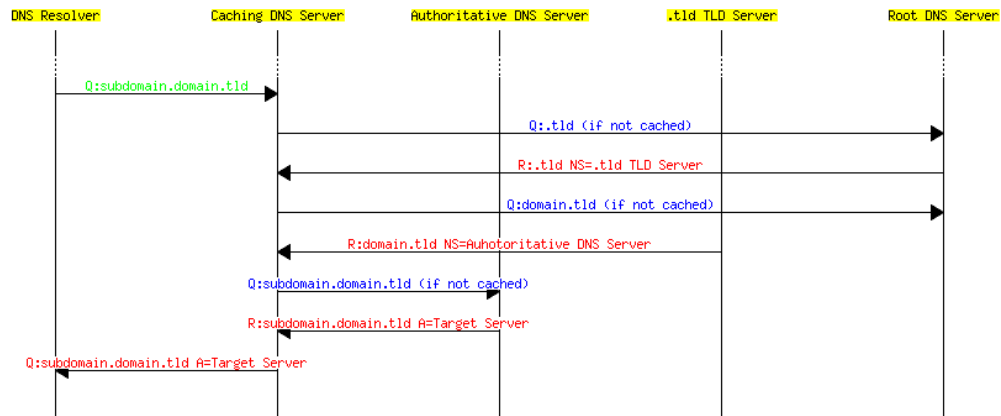 DNS Resolver
Caching DNS Server
Authoritative DNS Server
.tld TLD Server
Root DNS Server
Q:subdomain.domain.tld
Q:.tld (if not cached)
R:.tld NS=.tld TLD Server
Q:domain.tld (if not cached)
R:domain.tld NS=Auhotoritative DNS Server
Q:subdomain.domain.tld (if not cached)
R:subdomain.domain.tld A=Target Server
Q:subdomain.domain.tld A=Target Server